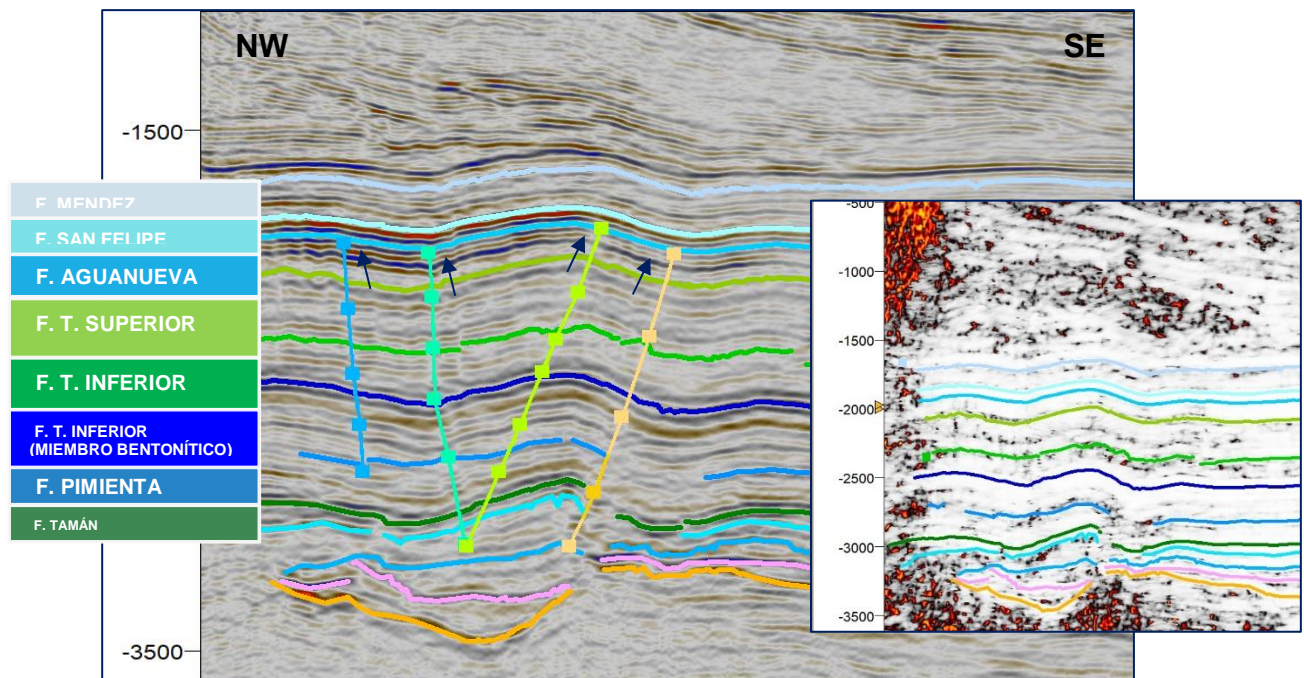 NW
SE
-1500
-3500
F. MENDEZ
F. SAN FELIPE
F. AGUANUEVA
F. T. SUPERIOR
F. T. INFERIOR
F. T. INFERIOR
(MIEMBRO BENTONÍTICO)
F. PIMIENTA
F. TAMÁN
-500
-1000
-1500
-2000
-2500
-3000
-3500